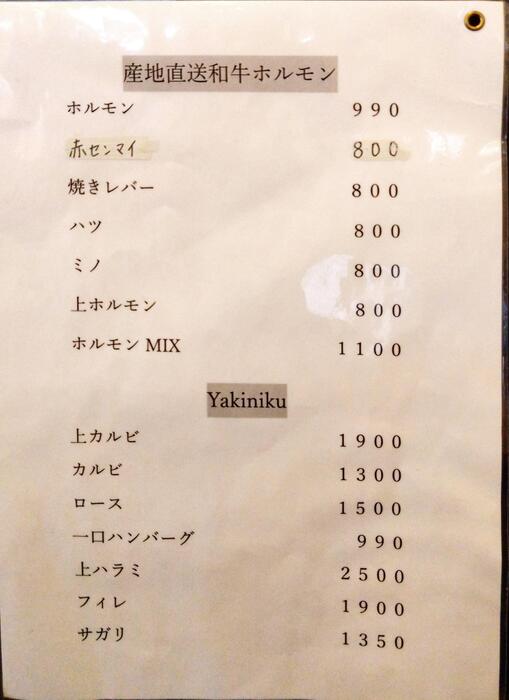 産地直送和牛ホルモン
ホルモン 990
赤センマイ 800
焼きレバー 800
ハツ 800
ミノ 800
上ホルモン 800
ホルモン MIX 1100
Yakiniku
上カルビ 1900
カルビ 1300
ロース 1500
一口ハンバーグ 990
上ハラミ 2500
フィレ 1900
サガリ 1350